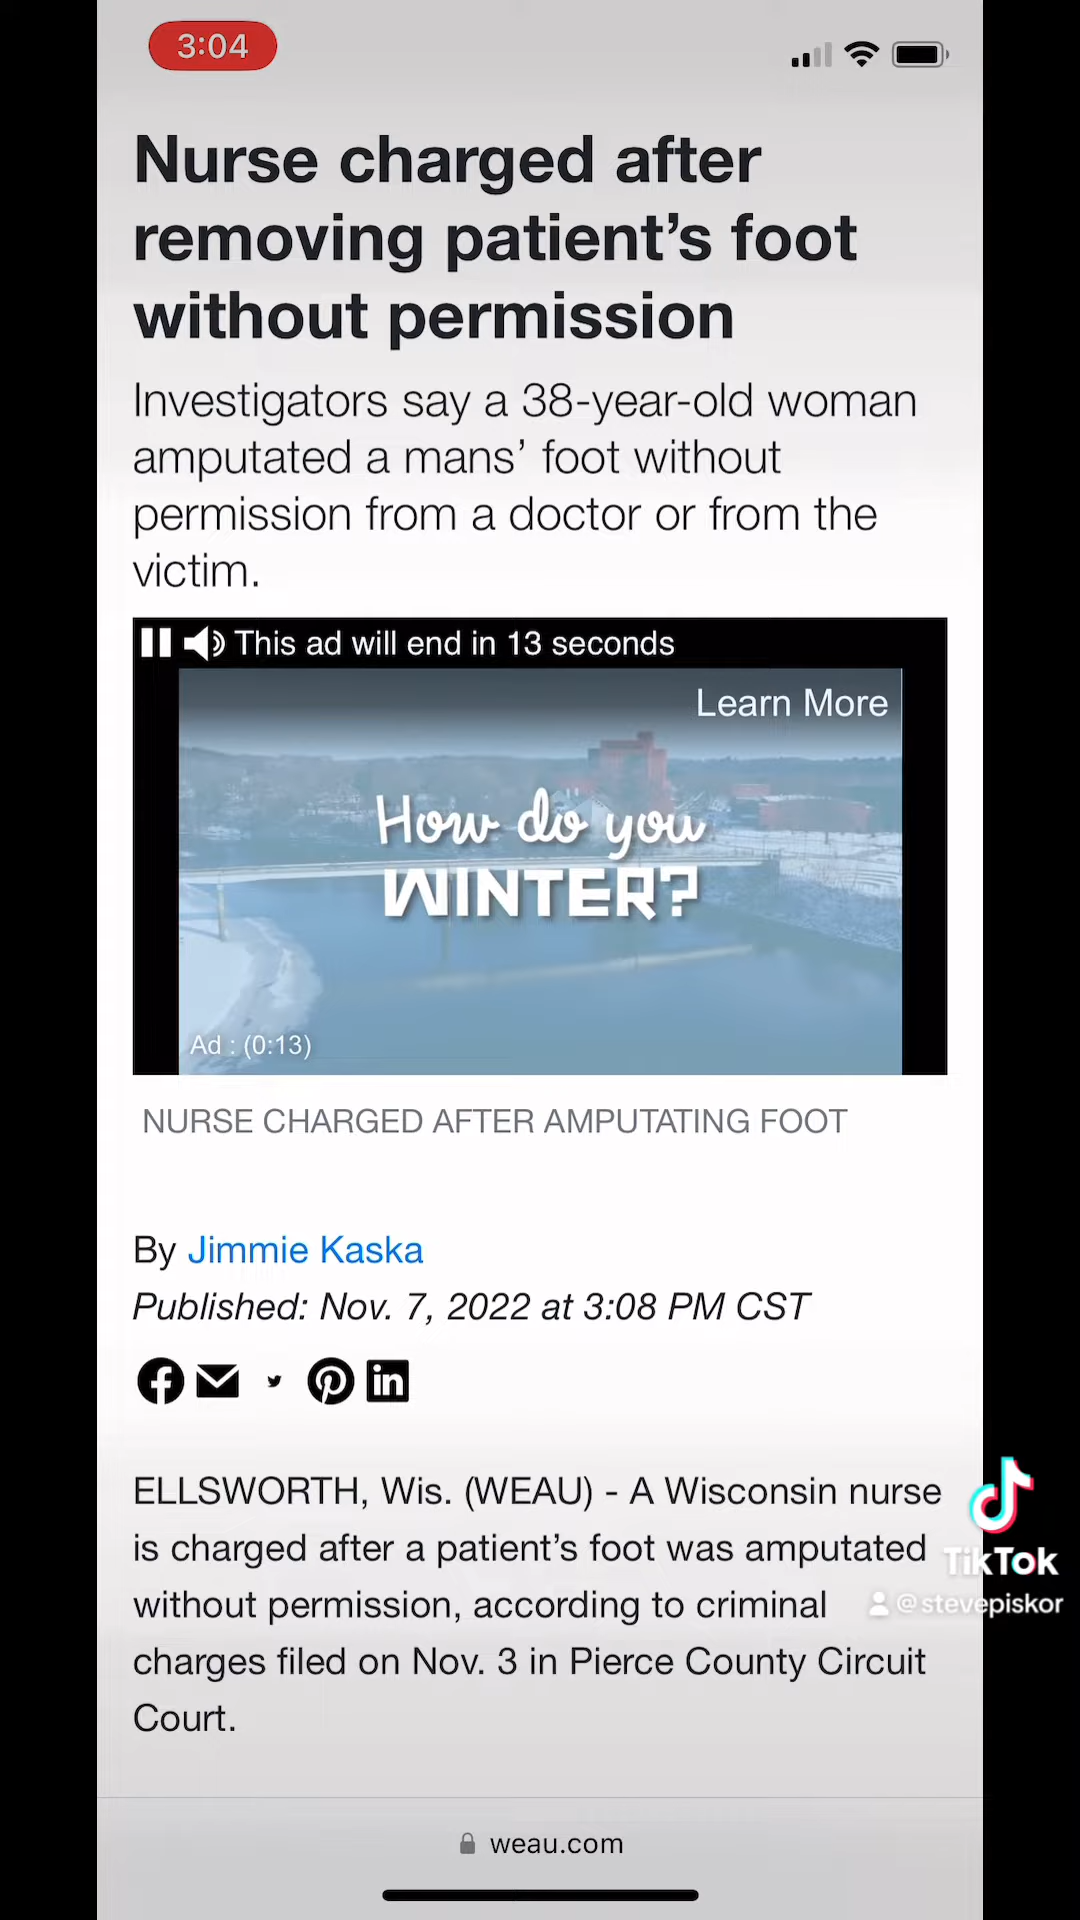 3:04
Nurse charged after
removing patient’s foot
without permission
Investigators say a 38-year-old woman
amputated a mans’ foot without
permission from a doctor or from the
victim.
This ad will end in 13 seconds
Learn More
How do you
WINTER?
Ad : (0:13)
NURSE CHARGED AFTER AMPUTATING FOOT
By Jimmie Kaska
Published: Nov. 7, 2022 at 3:08 PM CST
ELLSWORTH, Wis. (WEAU) - A Wisconsin nurse
is charged after a patient’s foot was amputated
without permission, according to criminal
charges filed on Nov. 3 in Pierce County Circuit
Court.
TikTok
@stevepiskor
weau.com